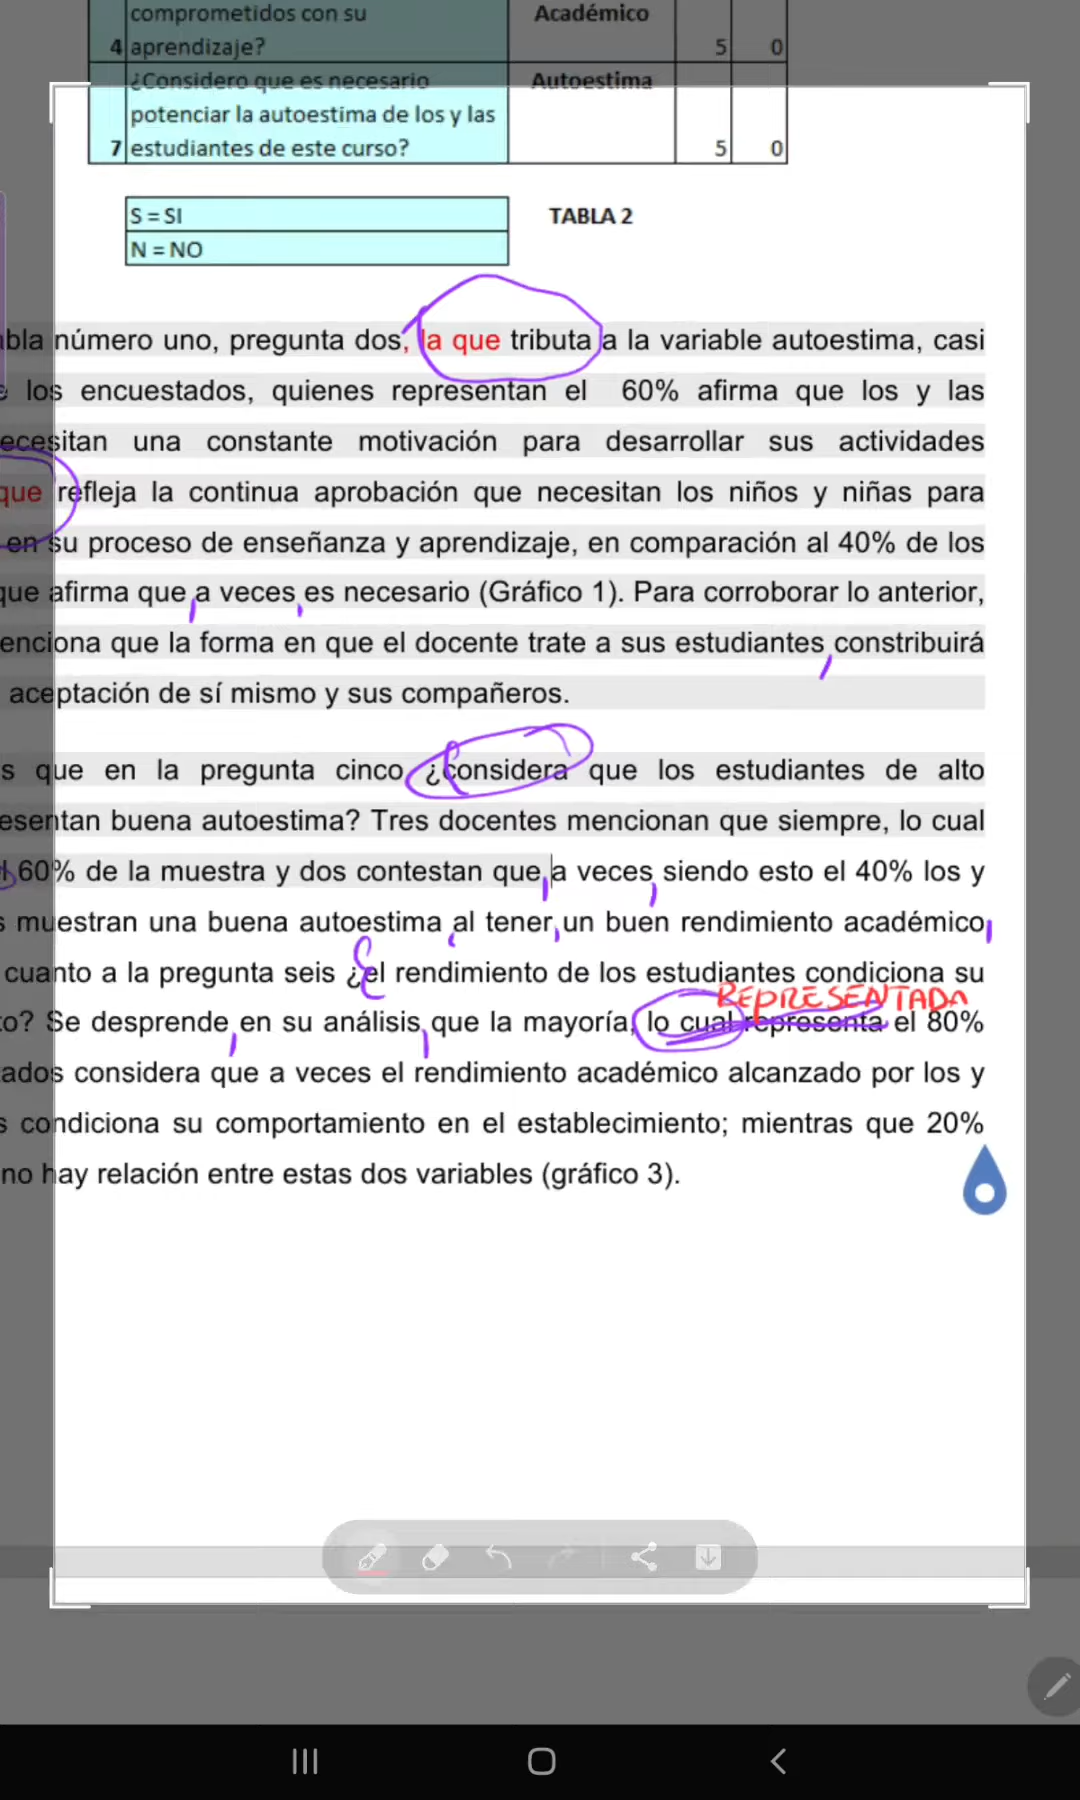 comprometidos con su Académico
4 aprendizaje? 5 0
¿Considero que es necesario Autoestima
potenciar la autoestima de los y las
7 estudiantes de este curso? 5 0
S = SI TABLA 2
N = NO
bla número uno, pregunta dos, la que tributa a la variable autoestima, casi
e los encuestados, quienes representan el 60% afirma que los y las
ecesitan una constante motivación para desarrollar sus actividades
que refleja la continua aprobación que necesitan los niños y niñas para
en su proceso de enseñanza y aprendizaje, en comparación al 40% de los
que afirma que, a veces, es necesario (Gráfico 1). Para corroborar lo anterior,
enciona que la forma en que el docente trate a sus estudiantes, constribuirá
aceptación de sí mismo y sus compañeros.
s que en la pregunta cinco ¿considera que los estudiantes de alto
esentan buena autoestima? Tres docentes mencionan que siempre, lo cual
l 60% de la muestra y dos contestan que, a veces, siendo esto el 40% los y
s muestran una buena autoestima, al tener, un buen rendimiento académico,
cuanto a la pregunta seis ¿el rendimiento de los estudiantes condiciona su
REPRESENTADA
to? Se desprende, en su análisis, que la mayoría, lo cual representa el 80%
ados considera que a veces el rendimiento académico alcanzado por los y
s condiciona su comportamiento en el establecimiento; mientras que 20%
no hay relación entre estas dos variables (gráfico 3).